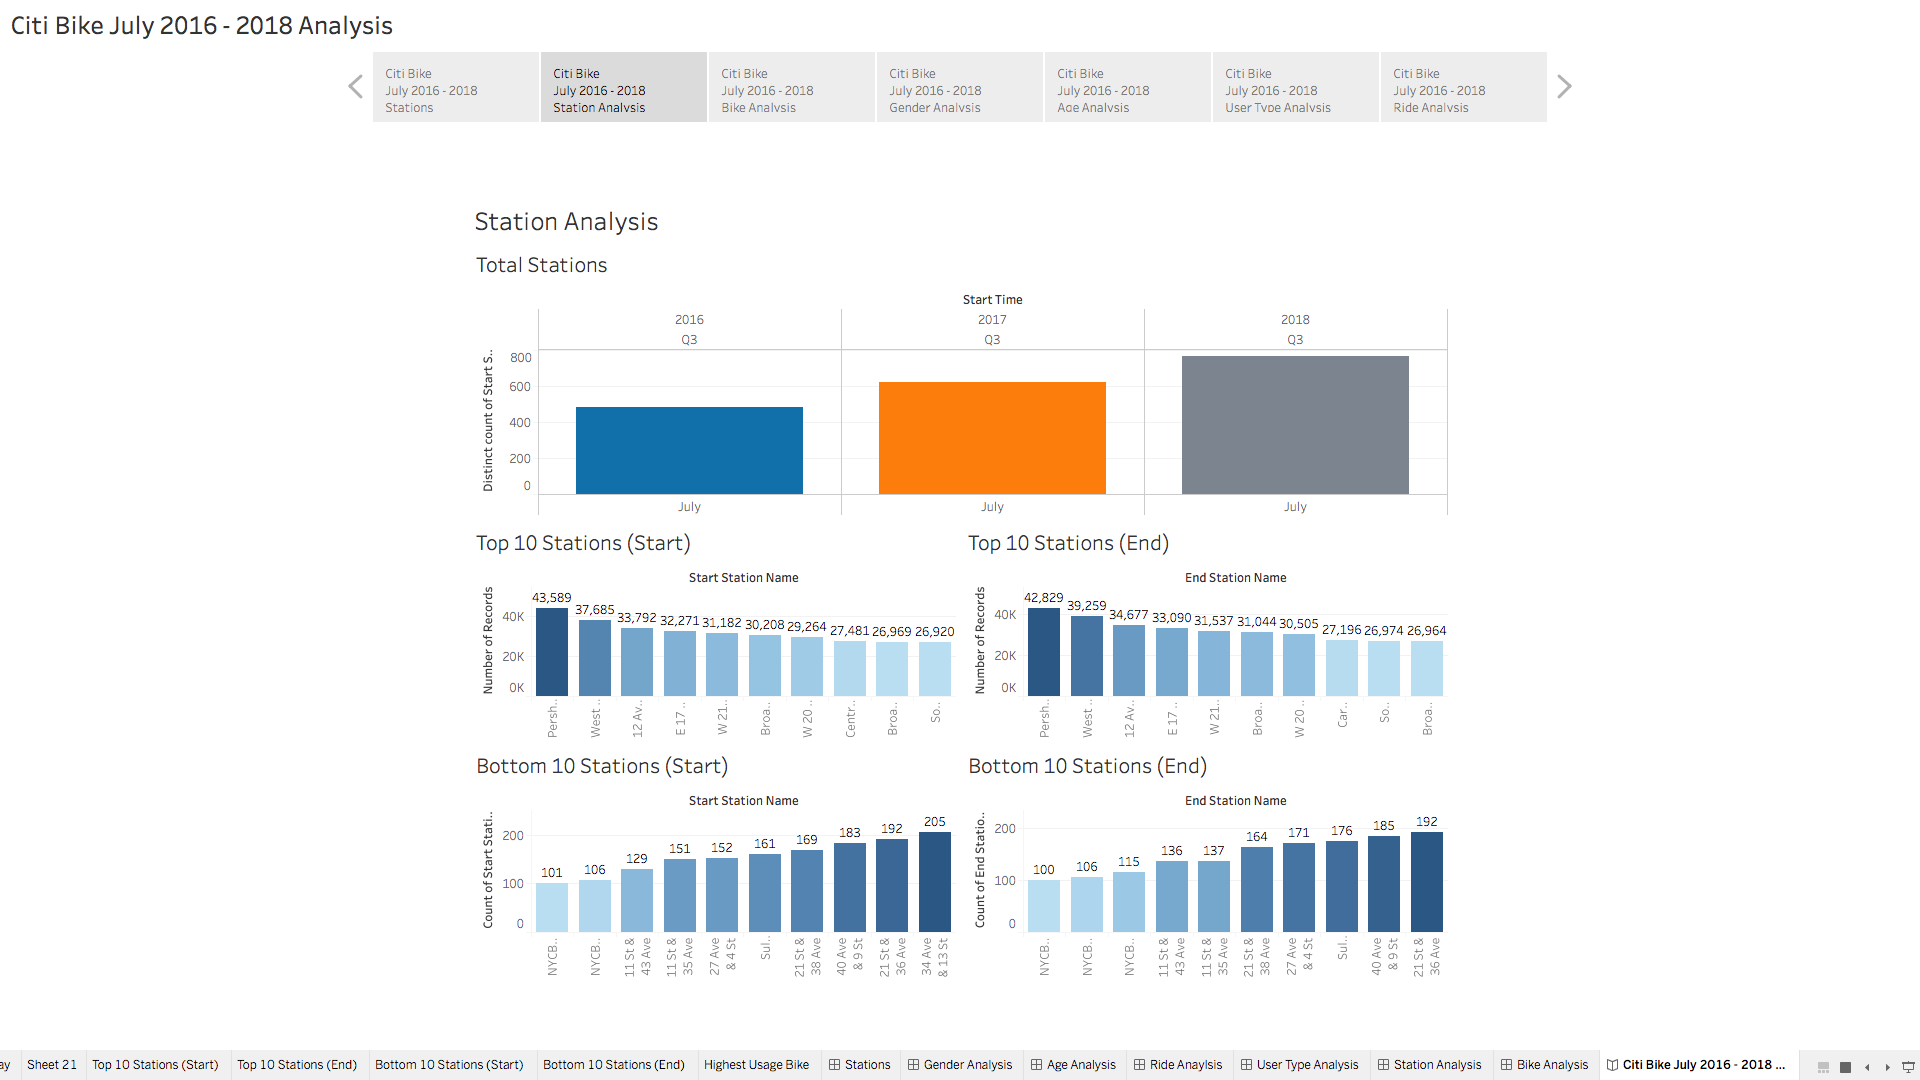 Citi Bike July 2016 - 2018 Analysis
Citi Bike
July 2016 - 2018
Stations
Citi Bike
July 2016 - 2018
Station Analysis
Citi Bike
July 2016 - 2018
Bike Analysis
Citi Bike
July 2016 - 2018
Gender Analysis
Citi Bike
July 2016 - 2018
Age Analysis
Citi Bike
July 2016 - 2018
User Type Analysis
Citi Bike
July 2016 - 2018
Ride Analysis
Station Analysis
Total Stations
Start Time
2016 2017 2018
Q3 Q3 Q3
Distinct count of Start S..
800
600
400
200
0
July July July
Top 10 Stations (Start)
Start Station Name
Number of Records
40K
20K
0K
43,589 37,685 33,792 32,271 31,182 30,208 29,264 27,481 26,969 26,920
Persh.. West .. 12 Av.. E 17 .. W 21.. Broa.. W 20 .. Centr.. Broa.. So..
Top 10 Stations (End)
End Station Name
Number of Records
40K
20K
0K
42,829 39,259 34,677 33,090 31,537 31,044 30,505 27,196 26,974 26,964
Persh.. West .. 12 Av.. E 17 .. W 21.. Broa.. W 20 .. Car.. So.. Broa..
Bottom 10 Stations (Start)
Start Station Name
Count of Start Stati..
200
100
0
101 106 129 151 152 161 169 183 192 205
NYCB..
NYCB..
11 St &
43 Ave
11 St &
35 Ave
27 Ave
& 4 St
Sul..
21 St &
38 Ave
40 Ave
& 9 St
21 St &
36 Ave
34 Ave
& 13 St
Bottom 10 Stations (End)
End Station Name
Count of End Statio..
200
100
0
100 106 115 136 137 164 171 176 185 192
NYCB..
NYCB..
NYCB..
11 St &
43 Ave
11 St &
35 Ave
21 St &
38 Ave
27 Ave
& 4 St
Sul..
40 Ave
& 9 St
21 St &
36 Ave
ay Sheet 21 Top 10 Stations (Start) Top 10 Stations (End) Bottom 10 Stations (Start) Bottom 10 Stations (End) Highest Usage Bike Stations Gender Analysis Age Analysis Ride Anaylsis User Type Analysis Station Analysis Bike Analysis Citi Bike July 2016 - 2018 ...